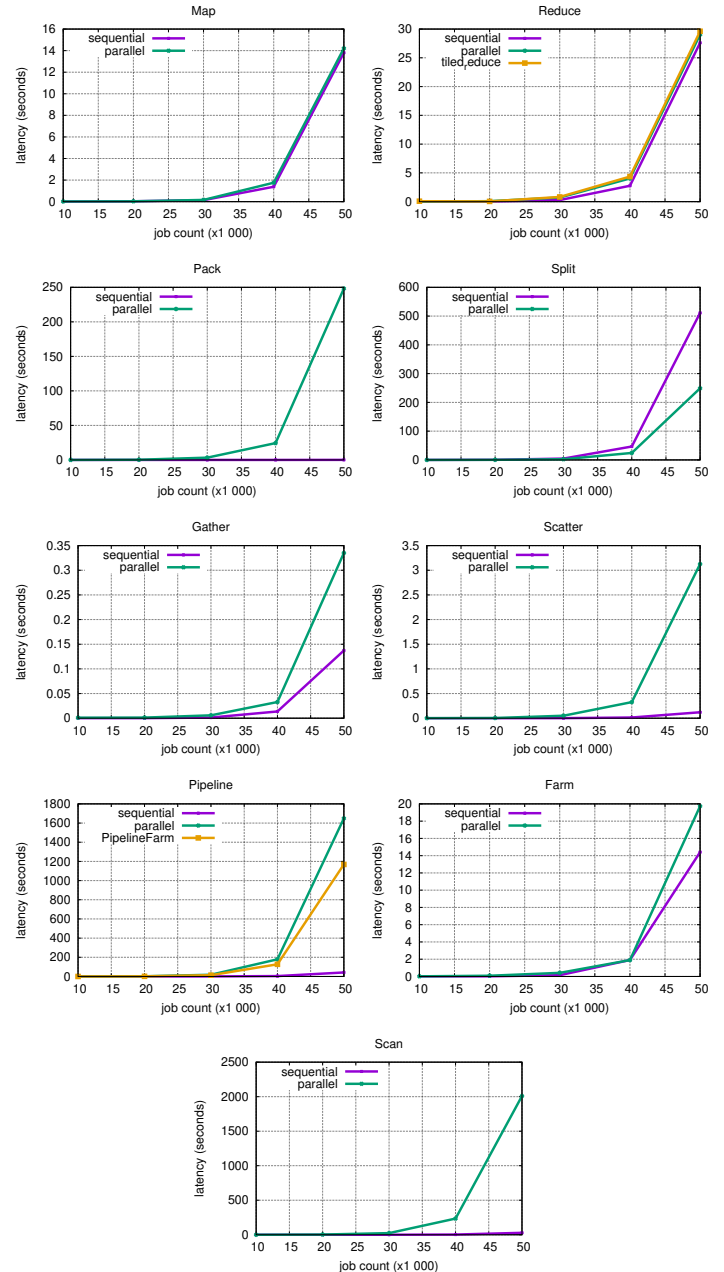 Map
Reduce
16
14
12
10
8
6
4
2
0
sequential
parallel
latency (seconds)
10 15 20 25 30 35 40 45 50
job count (x1 000)
30
25
20
15
10
5
0
sequential
parallel
tiled,reduce
latency (seconds)
10 15 20 25 30 35 40 45 50
job count (x1 000)
Pack
Split
250
200
150
100
50
0
sequential
parallel
latency (seconds)
10 15 20 25 30 35 40 45 50
job count (x1 000)
600
500
400
300
200
100
0
sequential
parallel
latency (seconds)
10 15 20 25 30 35 40 45 50
job count (x1 000)
Gather
Scatter
0.35
0.3
0.25
0.2
0.15
0.1
0.05
0
sequential
parallel
latency (seconds)
10 15 20 25 30 35 40 45 50
job count (x1 000)
3.5
3
2.5
2
1.5
1
0.5
0
sequential
parallel
latency (seconds)
10 15 20 25 30 35 40 45 50
job count (x1 000)
Pipeline
Farm
1800
1600
1400
1200
1000
800
600
400
200
0
sequential
parallel
PipelineFarm
latency (seconds)
10 15 20 25 30 35 40 45 50
job count (x1 000)
20
18
16
14
12
10
8
6
4
2
0
sequential
parallel
latency (seconds)
10 15 20 25 30 35 40 45 50
job count (x1 000)
Scan
2500
2000
1500
1000
500
0
sequential
parallel
latency (seconds)
10 15 20 25 30 35 40 45 50
job count (x1 000)